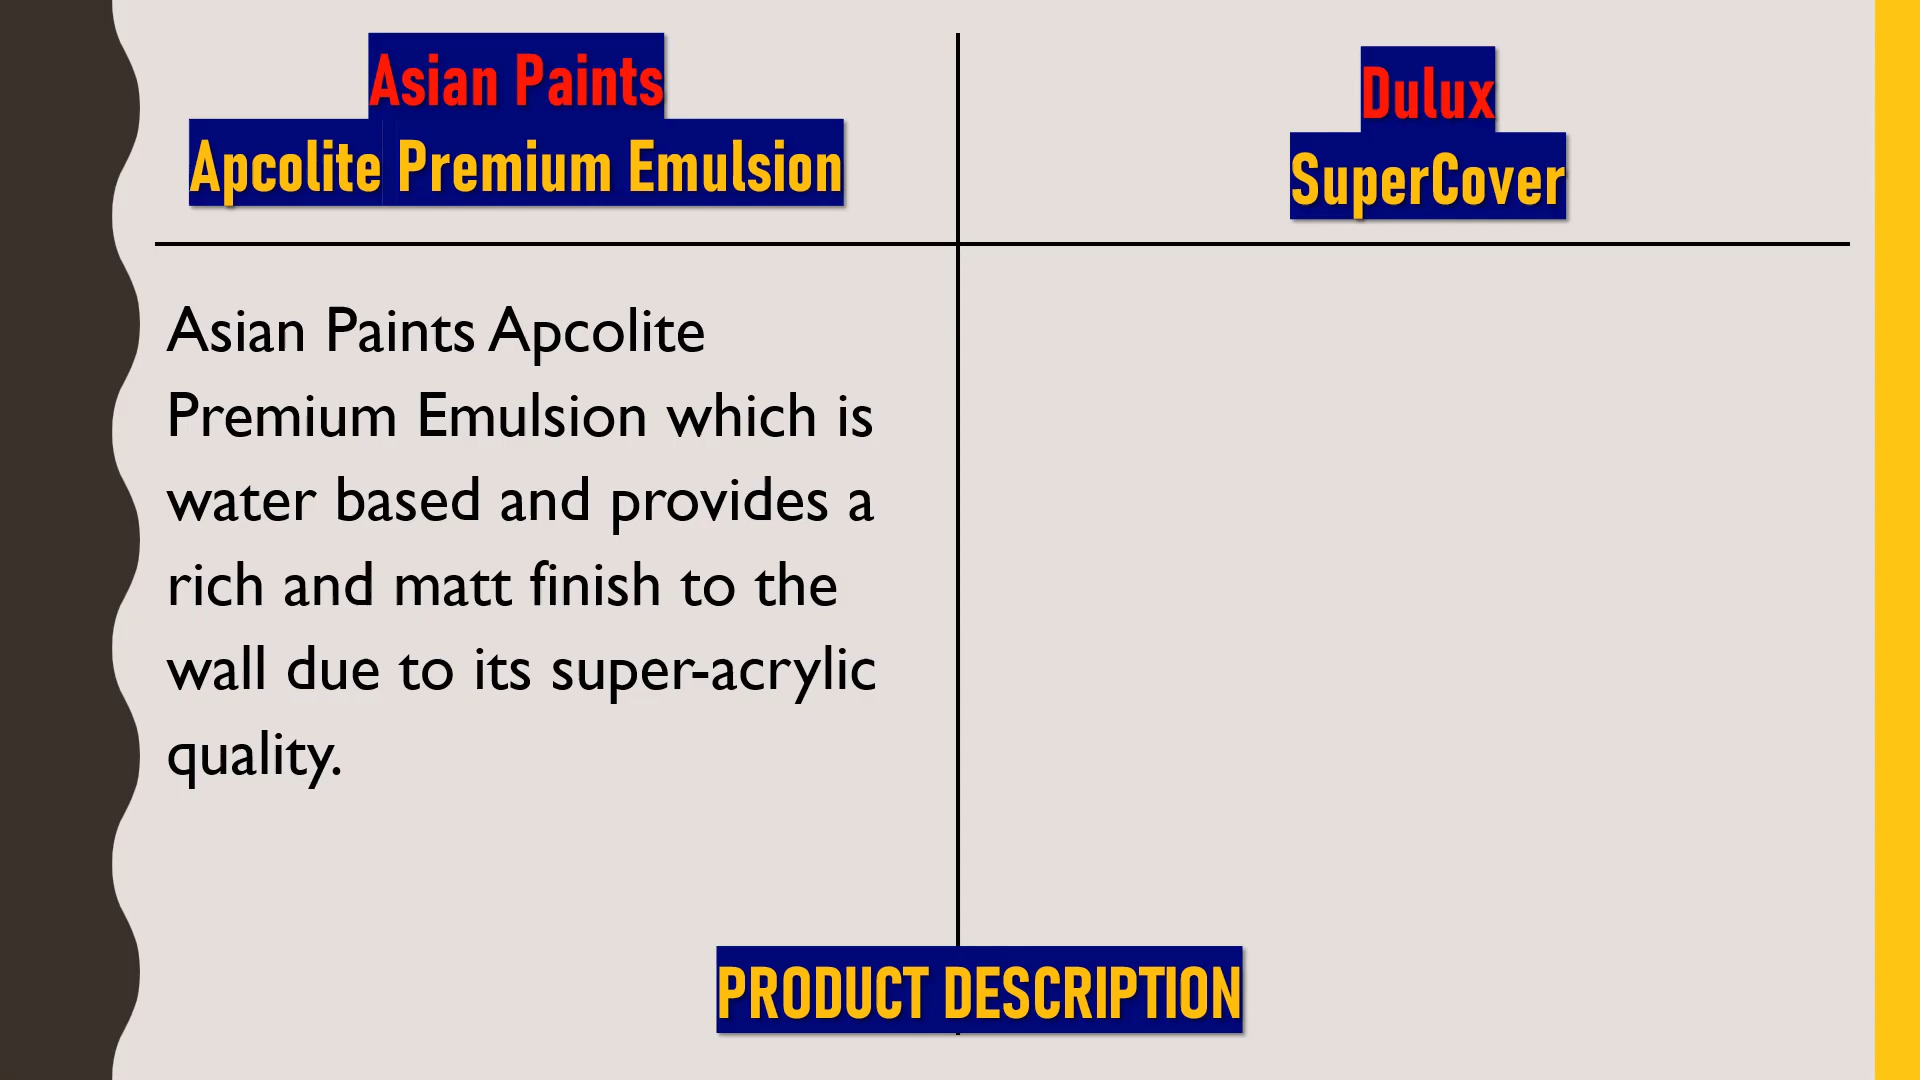 Asian Paints
Apcolite Premium Emulsion
Dulux
SuperCover
Asian Paints Apcolite
Premium Emulsion which is
water based and provides a
rich and matt finish to the
wall due to its super-acrylic
quality.
PRODUCT DESCRIPTION